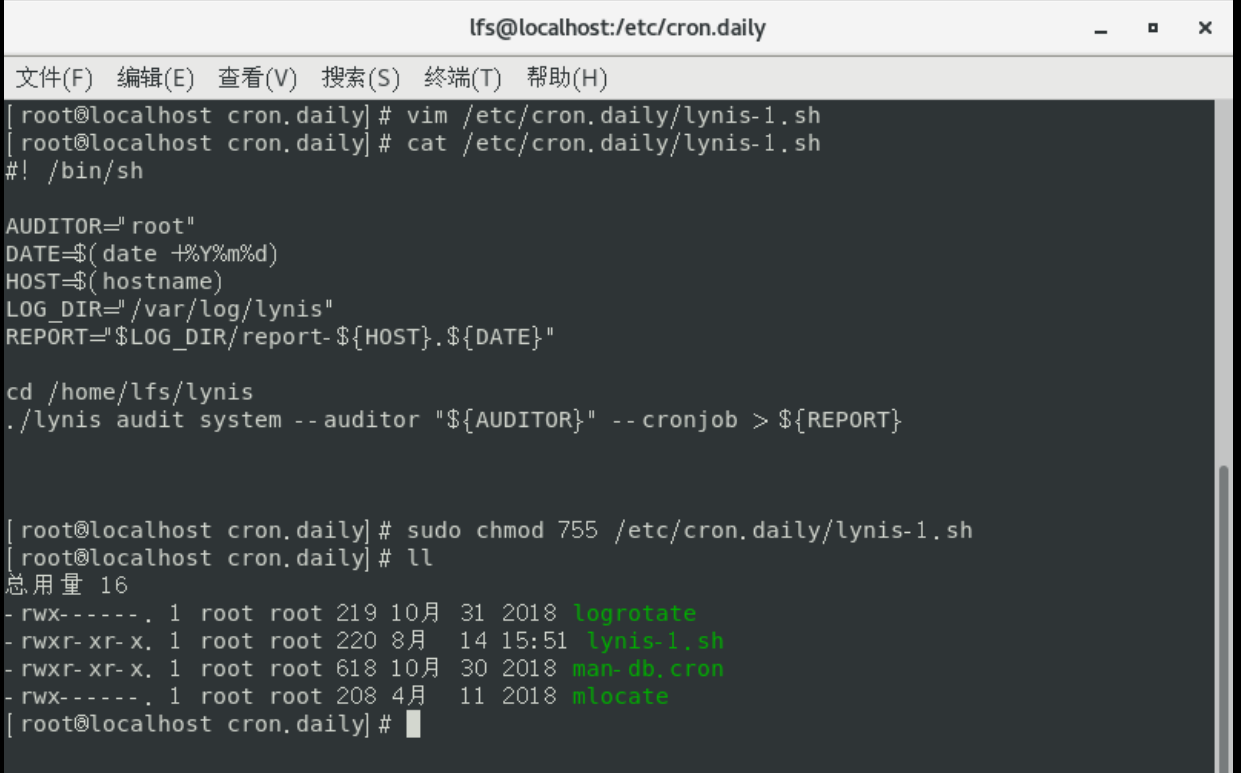 lfs@localhost:/etc/cron.daily
文件(F) 编辑(E) 查看(V) 搜索(S) 终端(T) 帮助(H)
[root@localhost cron.daily]# vim /etc/cron.daily/lynis-1.sh
[root@localhost cron.daily]# cat /etc/cron.daily/lynis-1.sh
#! /bin/sh
AUDITOR="root"
DATE=$(date +%Y%m%d)
HOST=$(hostname)
LOG_DIR="/var/log/lynis"
REPORT="$LOG_DIR/report-${HOST}.${DATE}"
cd /home/lfs/lynis
./lynis audit system --auditor "${AUDITOR}" --cronjob > ${REPORT}
[root@localhost cron.daily]# sudo chmod 755 /etc/cron.daily/lynis-1.sh
[root@localhost cron.daily]# ll
总用量 16
-rwx------. 1 root root 219 10月 31 2018 logrotate
-rwxr-xr-x. 1 root root 220 8月 14 15:51 lynis-1.sh
-rwxr-xr-x. 1 root root 618 10月 30 2018 man-db.cron
-rwx------. 1 root root 208 4月 11 2018 mlocate
[root@localhost cron.daily]#